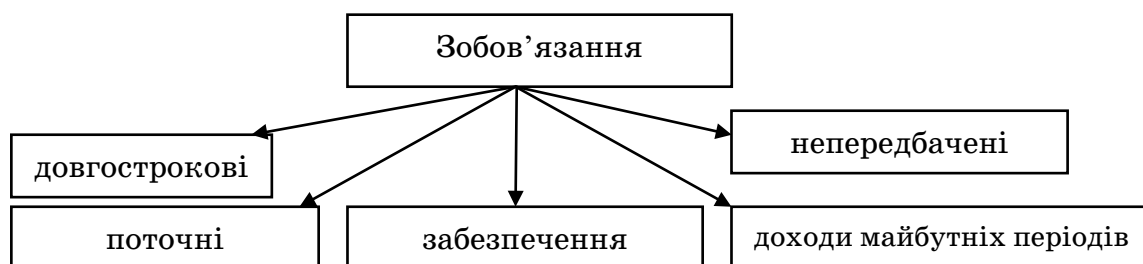 Зобов’язання
довгострокові
непередбачені
поточні
забезпечення
доходи майбутніх періодів